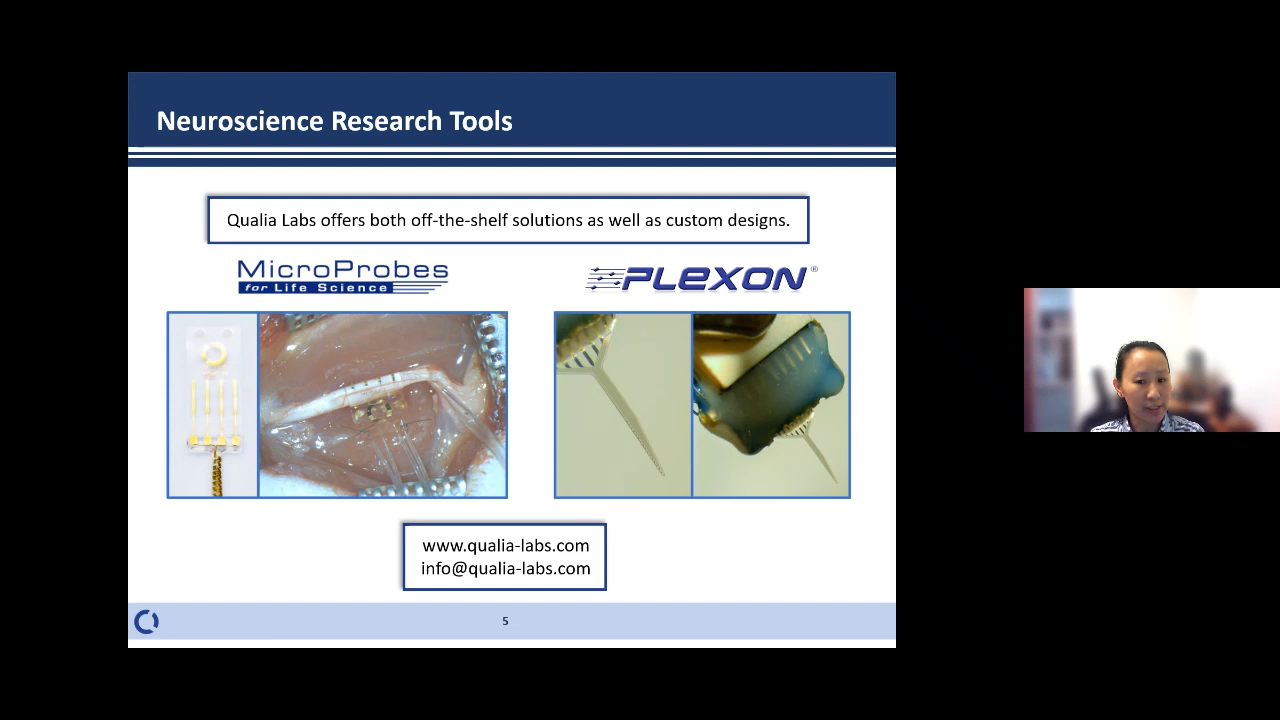 Neuroscience Research Tools
Qualia Labs offers both off-the-shelf solutions as well as custom designs.
MicroProbes
for Life Science
PLEXON®
www.qualia-labs.com
info@qualia-labs.com
5